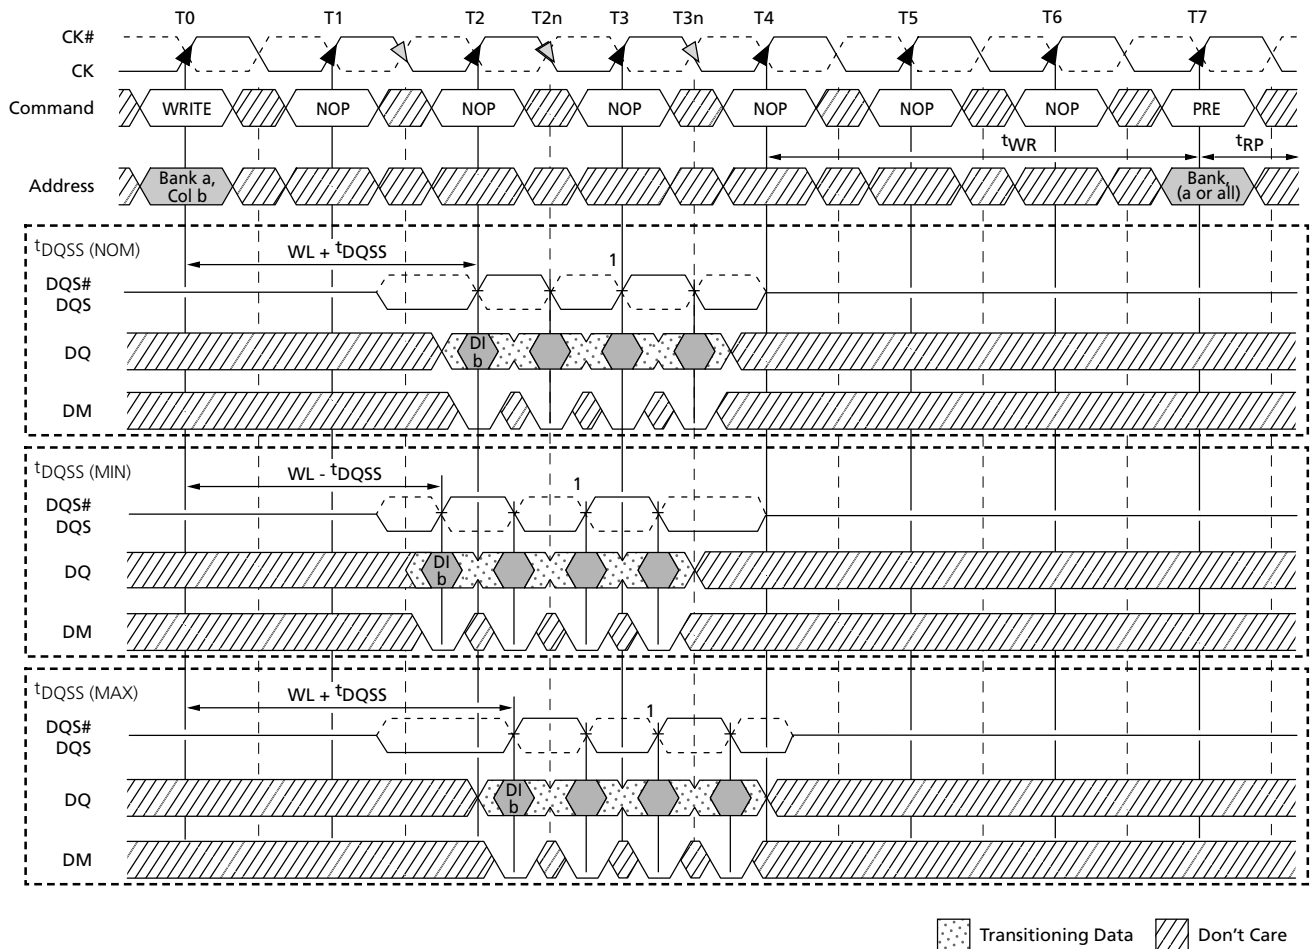 T0 T1 T2 T2n T3 T3n T4 T5 T6 T7
CK#
CK
Command WRITE NOP NOP NOP NOP NOP NOP PRE
tWR tRP
Address Bank a, Col b Bank, (a or all)
tDQSS (NOM)
WL + tDQSS 1
DQS#
DQS
DQ DI b
DM
tDQSS (MIN)
WL - tDQSS 1
DQS#
DQS
DQ DI b
DM
tDQSS (MAX)
WL + tDQSS 1
DQS#
DQS
DQ DI b
DM
Transitioning Data Don't Care